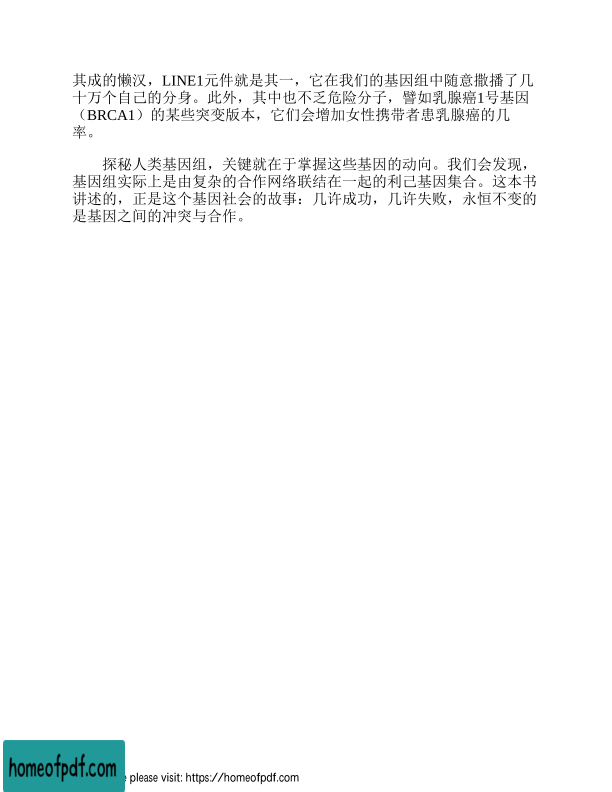 其成的懒汉，LINE1元件就是其一，它在我们的基因组中随意撒播了几
十万个自己的分身。此外，其中也不乏危险分子，譬如乳腺癌1号基因
（BRCA1）的某些突变版本，它们会增加女性携带者患乳腺癌的几
率。
探秘人类基因组，关键就在于掌握这些基因的动向。我们会发现，
基因组实际上是由复杂的合作网络联结在一起的利己基因集合。这本书
讲述的，正是这个基因社会的故事：几许成功，几许失败，永恒不变的
是基因之间的冲突与合作。
homeofpdf.com
please visit: https://homeofpdf.com